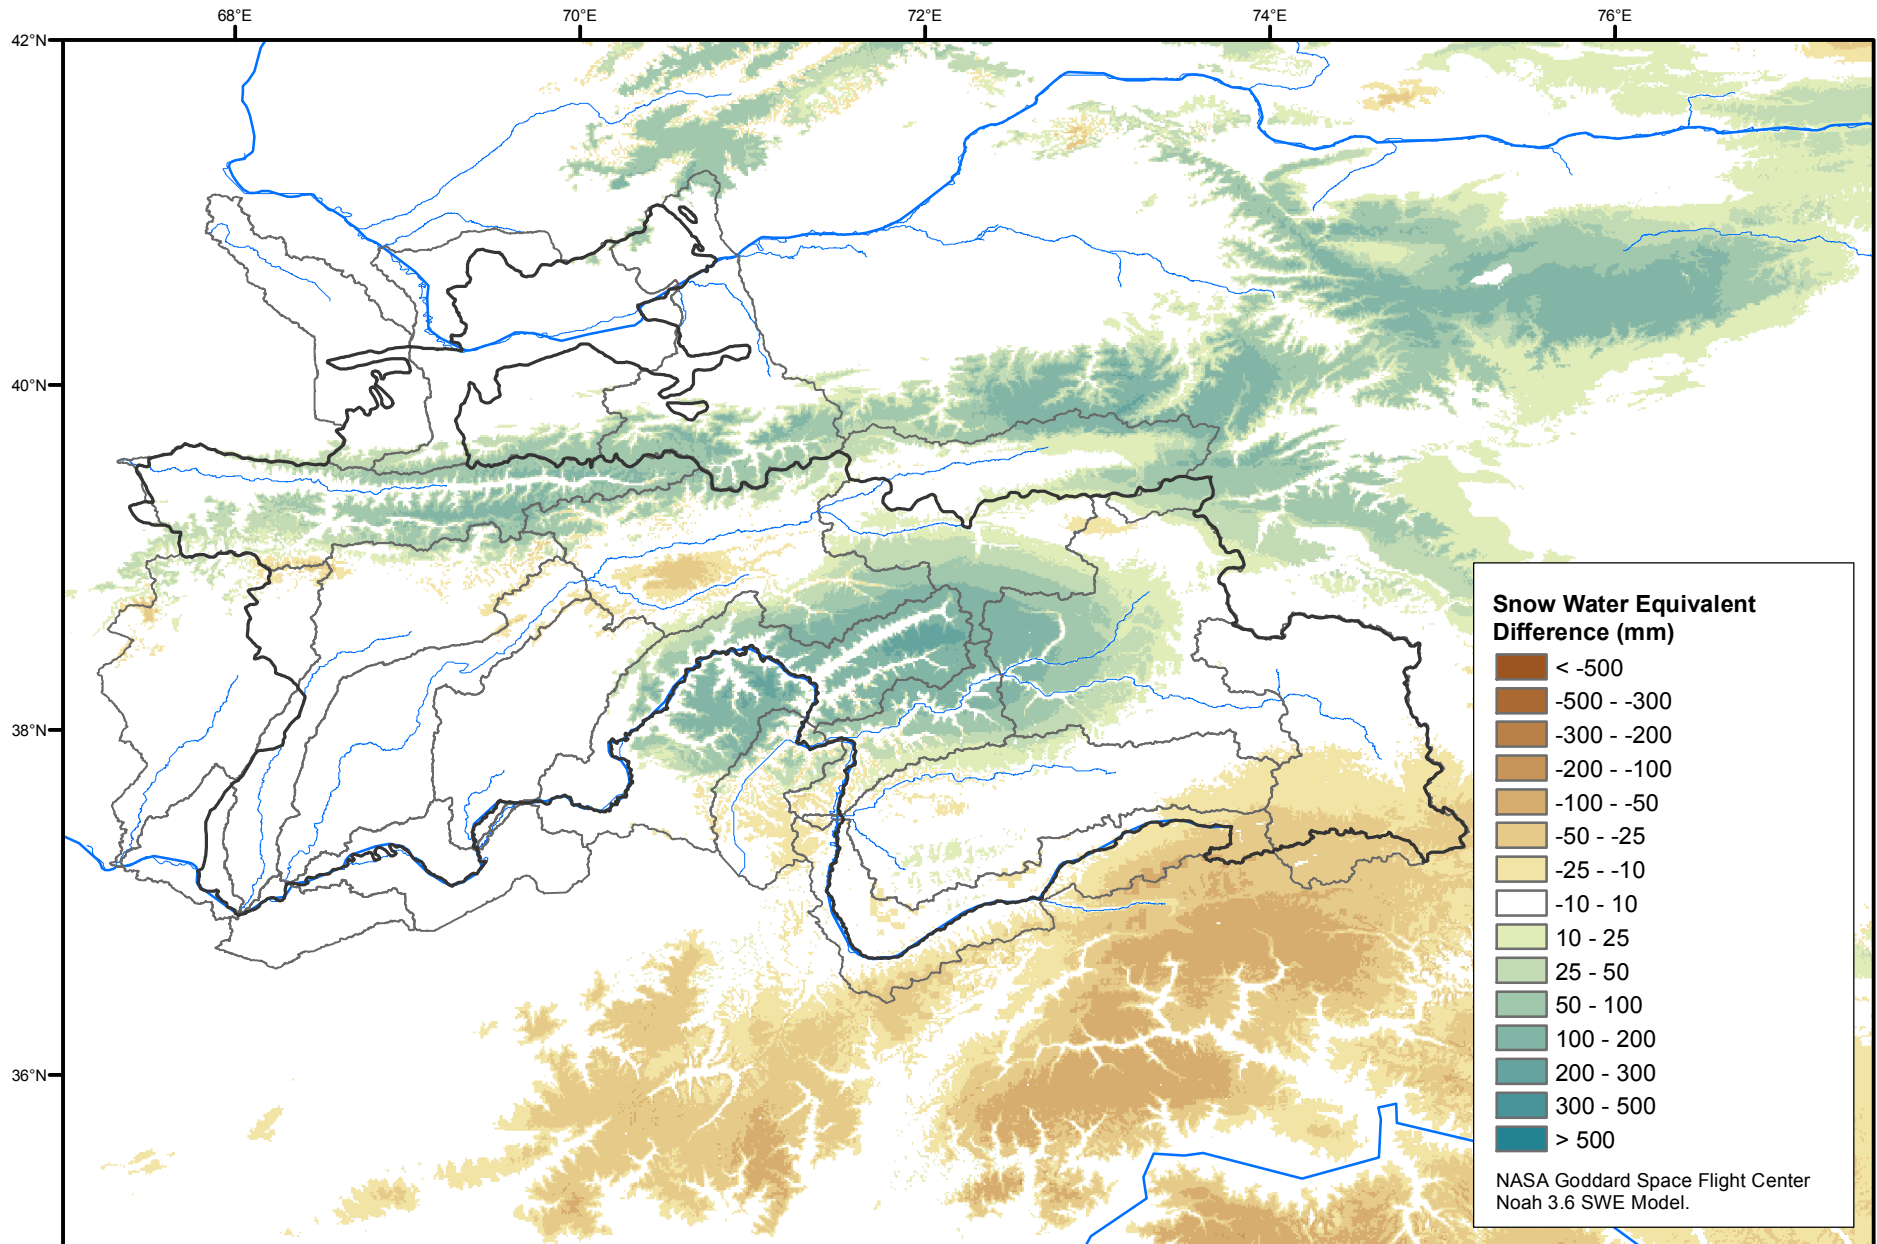 68°E
70°E
72°E
74°E
76°E
42°N
40°N
38°N
36°N
Snow Water Equivalent
Difference (mm)
< -500
-500 - -300
-300 - -200
-200 - -100
-100 - -50
-50 - -25
-25 - -10
-10 - 10
10 - 25
25 - 50
50 - 100
100 - 200
200 - 300
300 - 500
> 500
NASA Goddard Space Flight Center
Noah 3.6 SWE Model.